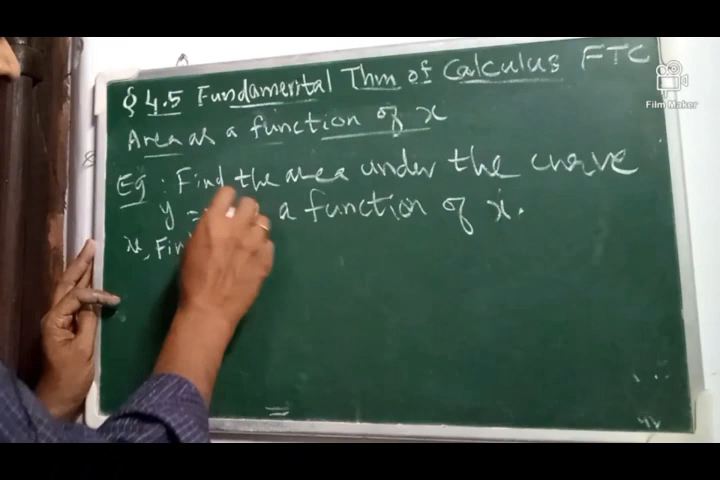 § 4.5 Fundamental Thm of Calculus FTC
Area as a function of x
Eg : Find the area under the curve
y = a function of x.
Film Maker